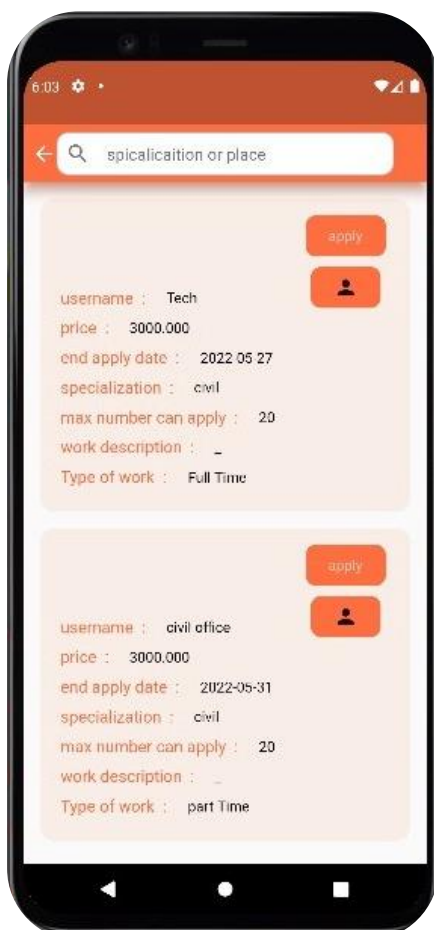 6:03
spicalicaition or place
apply
username : Tech
price : 3000.000
end apply date : 2022-05-27
specialization : civil
max number can apply : 20
work description : _
Type of work : Full Time
apply
username : civil office
price : 3000.000
end apply date : 2022-05-31
specialization : civil
max number can apply : 20
work description : _
Type of work : part Time